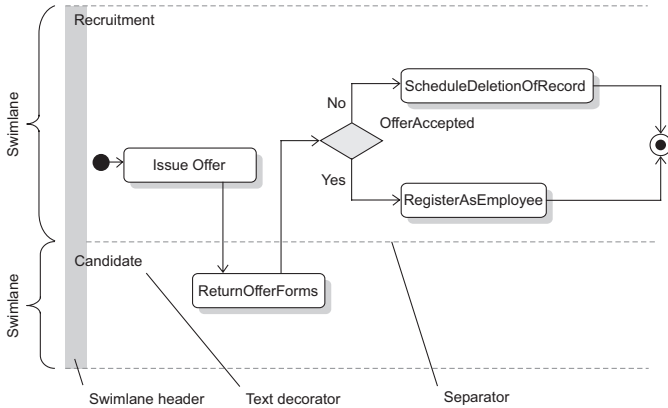 Recruitment
Swimlane
ScheduleDeletionOfRecord
No
OfferAccepted
Issue Offer
Yes
RegisterAsEmployee
Candidate
Swimlane
ReturnOfferForms
Swimlane header
Text decorator
Separator